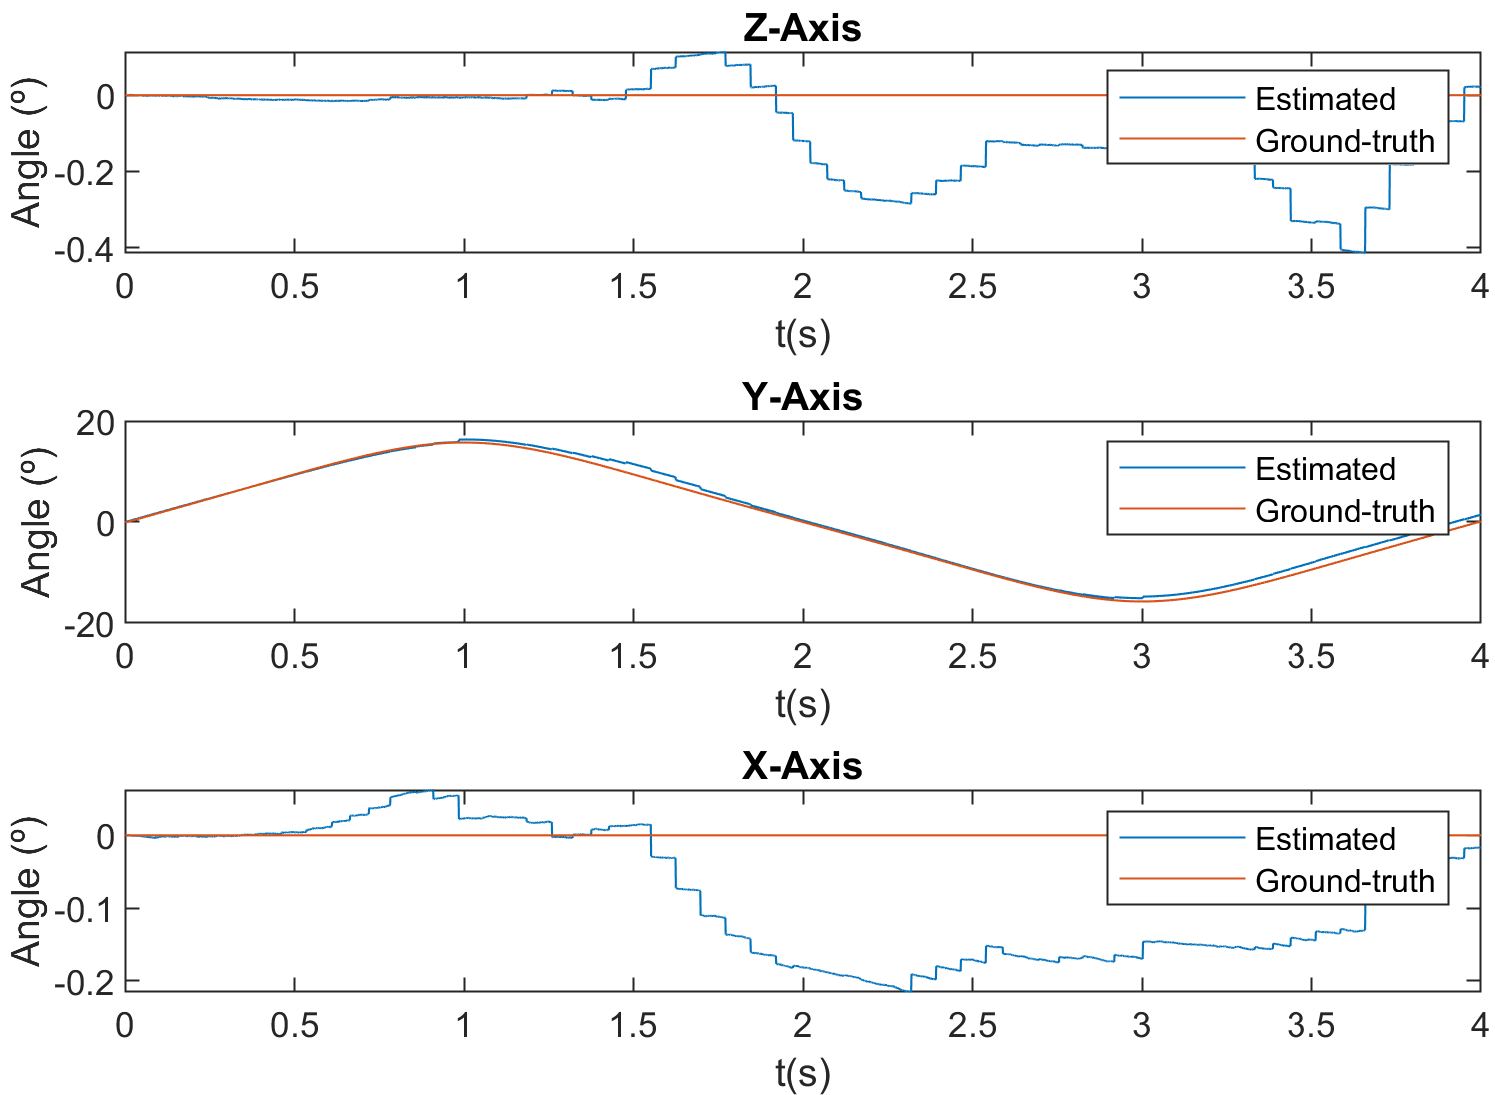 Z-Axis
Angle (º)
0
-0.2
-0.4
Estimated
Ground-truth
0 0.5 1 1.5 2 2.5 3 3.5 4
t(s)
Y-Axis
Angle (º)
20
0
-20
Estimated
Ground-truth
0 0.5 1 1.5 2 2.5 3 3.5 4
t(s)
X-Axis
Angle (º)
0
-0.1
-0.2
Estimated
Ground-truth
0 0.5 1 1.5 2 2.5 3 3.5 4
t(s)